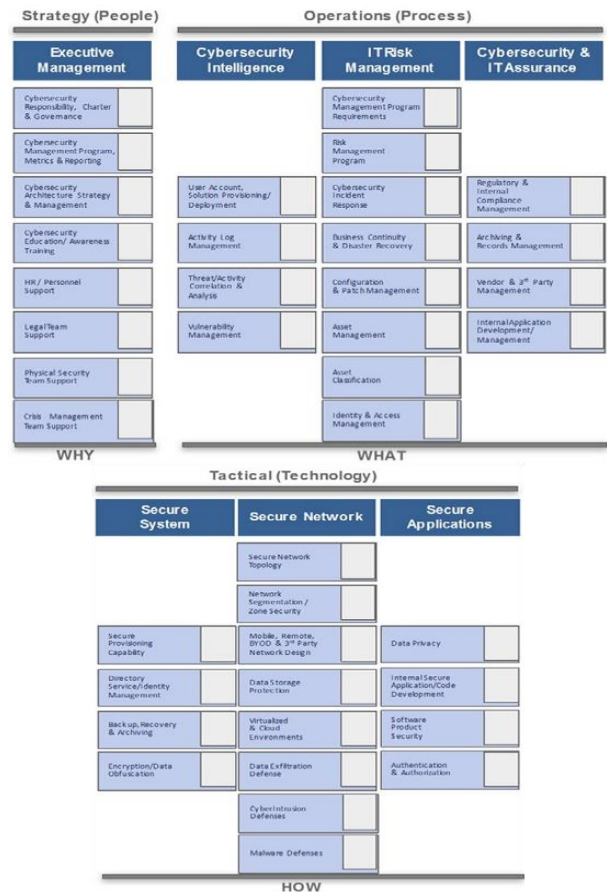 Strategy (People)
Operations (Process)
Executive
Management
Cybersecurity
Intelligence
IT Risk
Management
Cybersecurity &
IT Assurance
Cybersecurity
Responsibility, Charter
& Governance
Cybersecurity
Management Program,
Metrics & Reporting
Cybersecurity
Architecture Strategy
& Management
Cybersecurity
Education/ Awareness
Training
HR / Personnel
Support
Legal Team
Support
Physical Security
Team Support
Crisis Management
Team Support
User Account,
Solution Provisioning/
Deployment
Activity Log
Management
Threat/Activity
Correlation &
Analysis
Vulnerability
Management
Cybersecurity
Management Program
Requirements
Risk
Management
Program
Cybersecurity
Incident
Response
Business Continuity
& Disaster Recovery
Configuration
& Patch Management
Asset
Management
Asset
Classification
Identity & Access
Management
Regulatory &
Internal
Compliance
Management
Archiving &
Records Management
Vendor & 3rd Party
Management
Internal Application
Development/
Management
WHY
WHAT
Tactical (Technology)
Secure
System
Secure Network
Secure
Applications
Secure
Provisioning
Capability
Directory
Service/Identity
Management
Backup, Recovery
& Archiving
Encryption/Data
Obfuscation
Secure Network
Topology
Network
Segmentation /
Zone Security
Mobile, Remote,
BYOD & 3rd Party
Network Design
Data Storage
Protection
Virtualized
& Cloud
Environments
Data Exfiltration
Defense
Cyber Intrusion
Defenses
Malware Defenses
Data Privacy
Internal Secure
Application/Code
Development
Software
Product
Security
Authentication
& Authorization
HOW